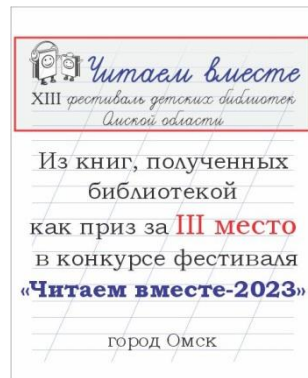 Читаем вместе
XIII фестиваль детских библиотек
Омской области
Из книг, полученных
библиотекой
как приз за III место
в конкурсе фестиваля
«Читаем вместе-2023»
город Омск